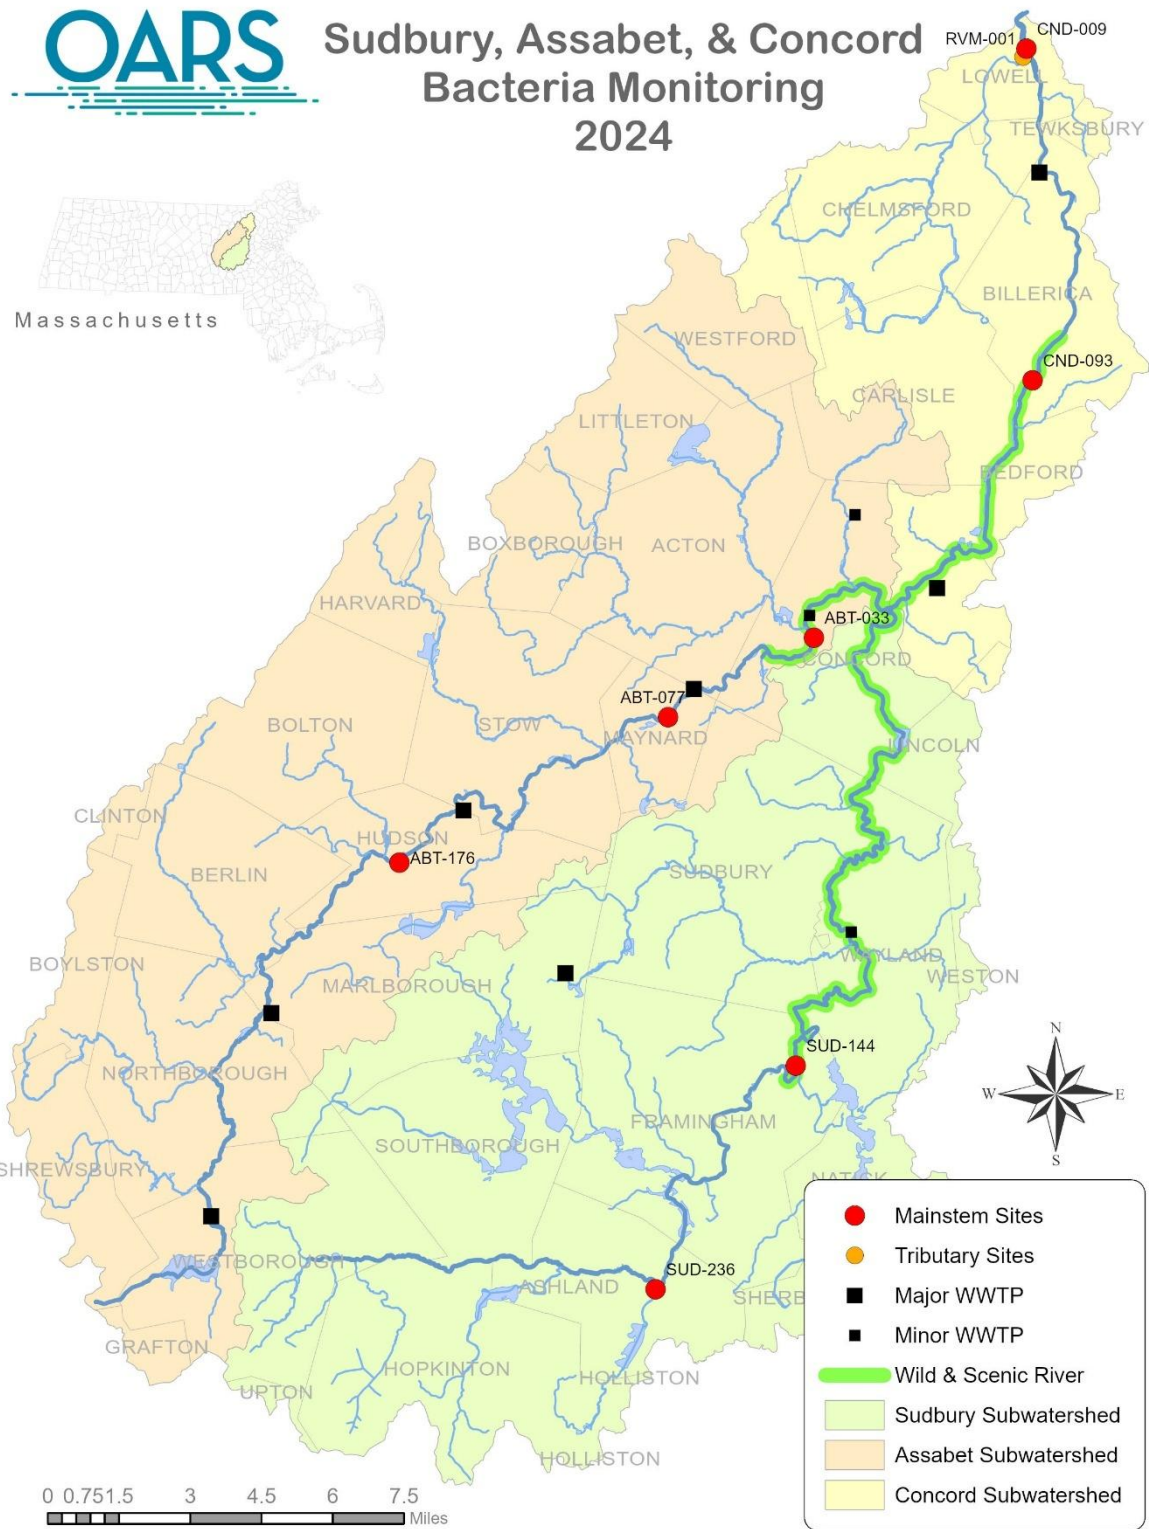 OARS
Sudbury, Assabet, & Concord
Bacteria Monitoring
2024
Massachusetts
RVM-001
CND-009
LOWELL
TEWKSBURY
CHELMSFORD
BILLERICA
CND-093
WESTFORD
CARLISLE
LITTLETON
BEDFORD
BOXBOROUGH
ACTON
HARVARD
ABT-033
CONCORD
ABT-077
BOLTON
STOW
MAYNARD
LINCOLN
CLINTON
HUDSON
ABT-176
BERLIN
SUDBURY
BOYLSTON
MARLBOROUGH
WAYLAND
WESTON
SUD-144
NORTHBOROUGH
FRAMINGHAM
SOUTHBOROUGH
SHREWSBURY
NATICK
N
W
E
S
WESTBOROUGH
SUD-236
ASHLAND
SHERB
GRAFTON
HOPKINTON
HOLLISTON
UPTON
HOLLISTON
Mainstem Sites
Tributary Sites
Major WWTP
Minor WWTP
Wild & Scenic River
Sudbury Subwatershed
Assabet Subwatershed
Concord Subwatershed
0 0.75 1.5 3 4.5 6 7.5
Miles